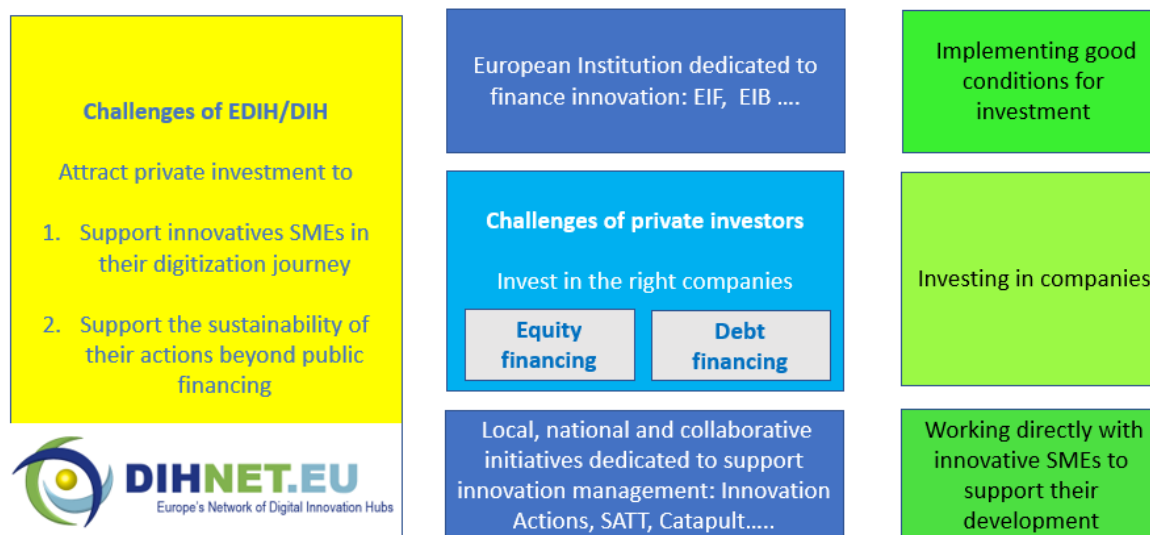 Challenges of EDIH/DIH
Attract private investment to
1. Support innovatives SMEs in
their digitization journey
2. Support the sustainability of
their actions beyond public
financing
DIHNET.EU
Europe's Network of Digital Innovation Hubs
European Institution dedicated to
finance innovation: EIF, EIB ....
Challenges of private investors
Invest in the right companies
Equity
financing
Debt
financing
Local, national and collaborative
initiatives dedicated to support
innovation management: Innovation
Actions, SATT, Catapult.....
Implementing good
conditions for
investment
Investing in companies
Working directly with
innovative SMEs to
support their
development